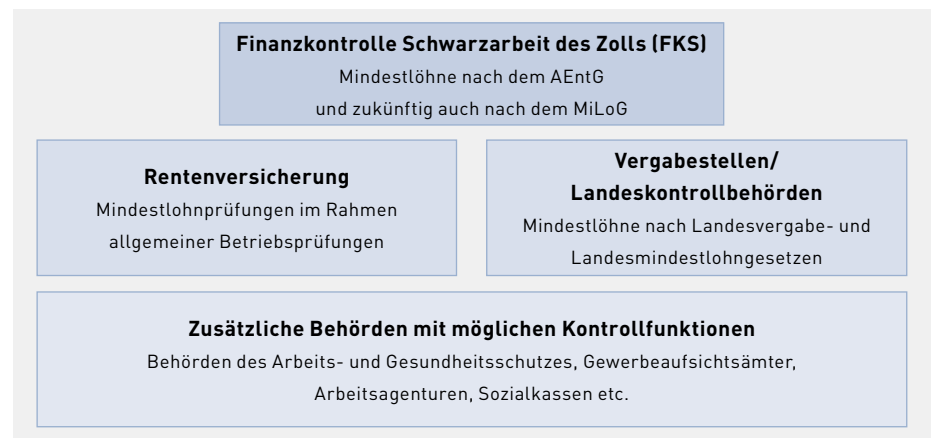 Finanzkontrolle Schwarzarbeit des Zolls (FKS)
Mindestlöhne nach dem AEntG
und zukünftig auch nach dem MiLoG
Rentenversicherung
Mindestlohnprüfungen im Rahmen
allgemeiner Betriebsprüfungen
Vergabestellen/
Landeskontrollbehörden
Mindestlöhne nach Landesvergabe- und
Landesmindestlohngesetzen
Zusätzliche Behörden mit möglichen Kontrollfunktionen
Behörden des Arbeits- und Gesundheitsschutzes, Gewerbeaufsichtsämter,
Arbeitsagenturen, Sozialkassen etc.